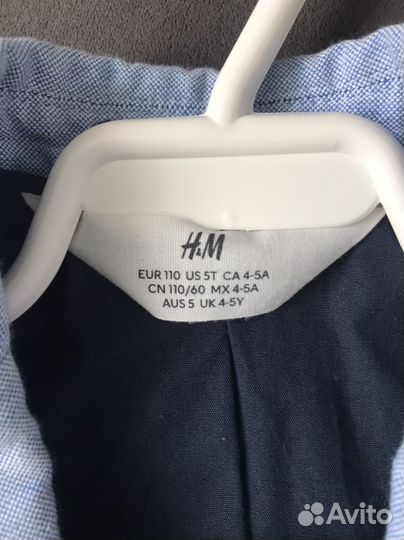 H&M
EUR 110 US 5T CA 4-5A
CN 110/60 MX 4-5A
AUS 5 UK 4-5Y
Avito